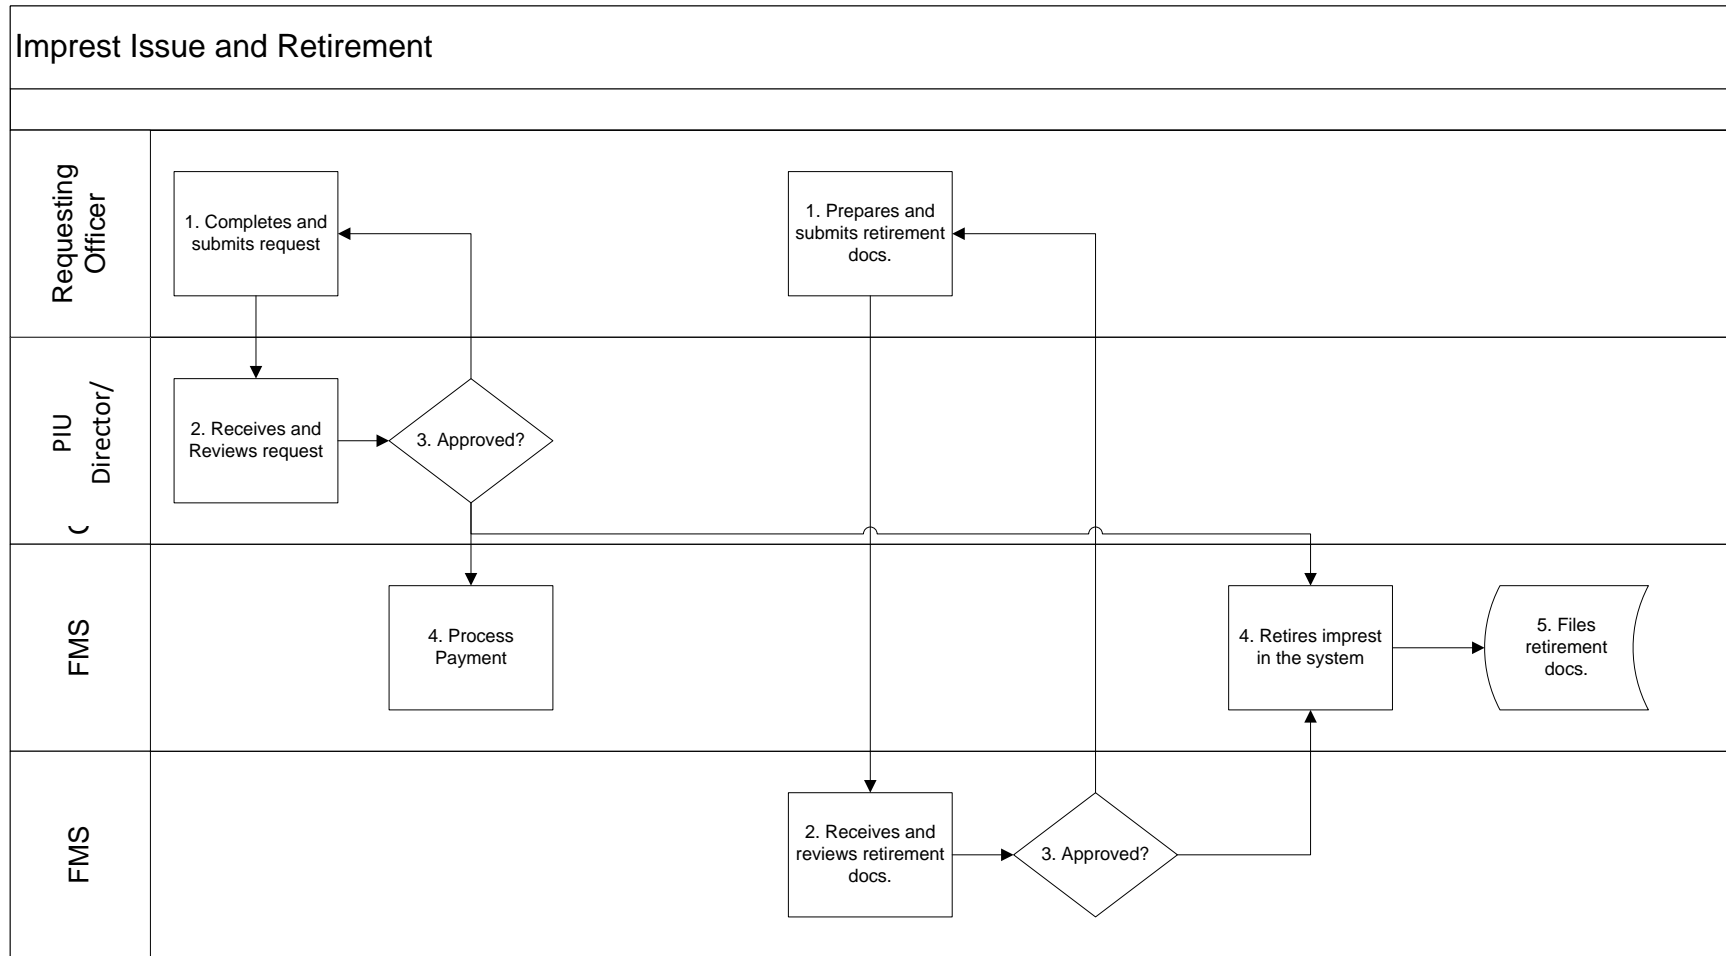 Imprest Issue and Retirement
Requesting
Officer
1. Completes and
submits request
1. Prepares and
submits retirement
docs.
PIU
Director/
2. Receives and
Reviews request
3. Approved?
FMS
4. Process
Payment
4. Retires imprest
in the system
5. Files
retirement
docs.
FMS
2. Receives and
reviews retirement
docs.
3. Approved?